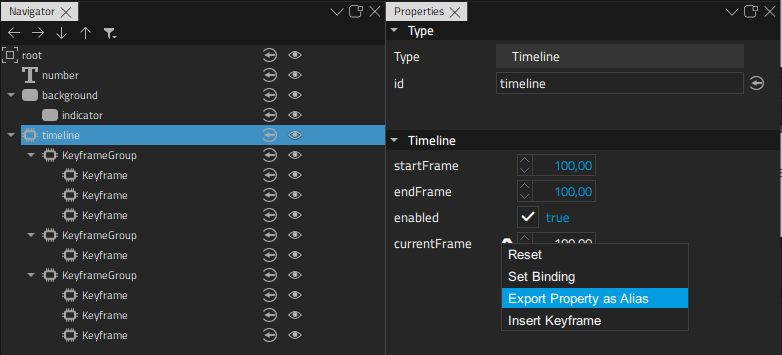 Navigator
root
number
background
indicator
timeline
KeyframeGroup
Keyframe
Keyframe
Keyframe
KeyframeGroup
Keyframe
KeyframeGroup
Keyframe
Keyframe
Keyframe
Properties
Type
Type Timeline
id timeline
Timeline
startFrame 100,00
endFrame 100,00
enabled true
currentFrame 100,00
Reset
Set Binding
Export Property as Alias
Insert Keyframe